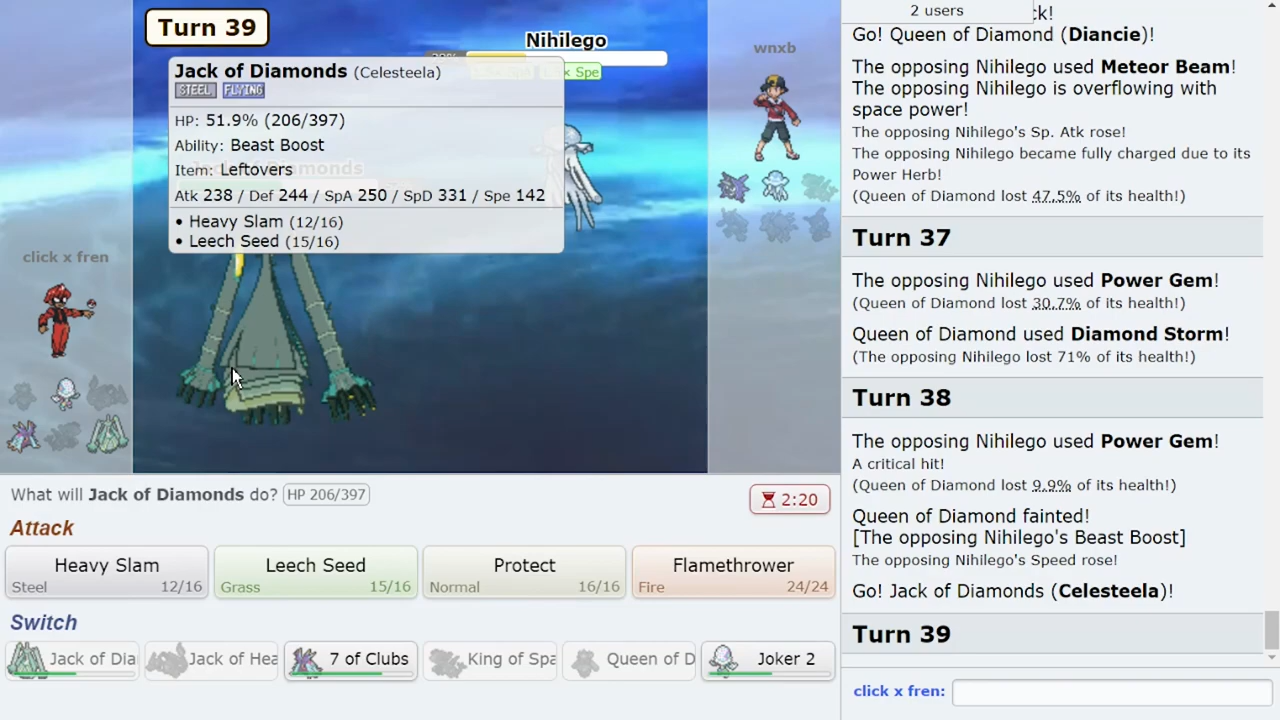 Turn 39
Nihilego
Spe
wnxb
Jack of Diamonds (Celesteela)
STEEL FLYING
HP: 51.9% (206/397)
Ability: Beast Boost
Item: Leftovers
Atk 238 / Def 244 / SpA 250 / SpD 331 / Spe 142
• Heavy Slam (12/16)
• Leech Seed (15/16)
click x fren
What will Jack of Diamonds do? HP 206/397
2:20
Attack
Heavy Slam
Steel 12/16
Leech Seed
Grass 15/16
Protect
Normal 16/16
Flamethrower
Fire 24/24
Switch
Jack of Dia
Jack of Hea
7 of Clubs
King of Spa
Queen of D
Joker 2
2 users
ck!
Go! Queen of Diamond (Diancie)!
The opposing Nihilego used Meteor Beam!
The opposing Nihilego is overflowing with
space power!
The opposing Nihilego's Sp. Atk rose!
The opposing Nihilego became fully charged due to its
Power Herb!
(Queen of Diamond lost 47.5% of its health!)
Turn 37
The opposing Nihilego used Power Gem!
(Queen of Diamond lost 30.7% of its health!)
Queen of Diamond used Diamond Storm!
(The opposing Nihilego lost 71% of its health!)
Turn 38
The opposing Nihilego used Power Gem!
A critical hit!
(Queen of Diamond lost 9.9% of its health!)
Queen of Diamond fainted!
[The opposing Nihilego's Beast Boost]
The opposing Nihilego's Speed rose!
Go! Jack of Diamonds (Celesteela)!
Turn 39
click x fren: